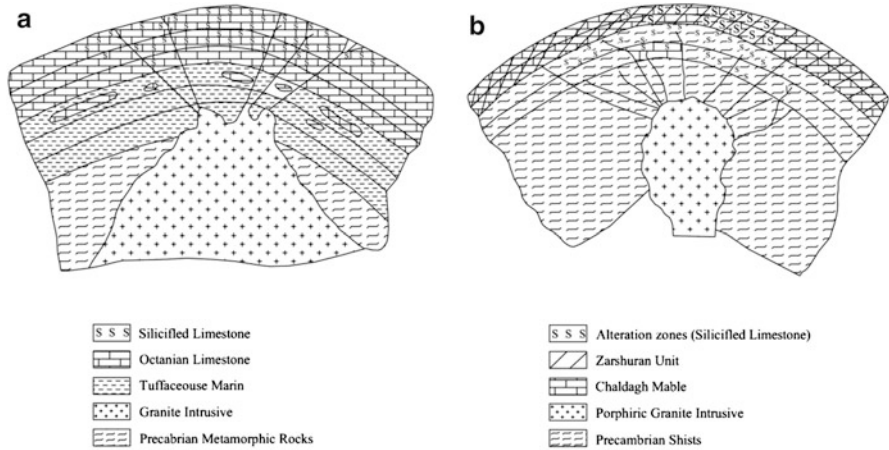 a
b
S S S Silicifled Limestone
Octanian Limestone
Tuffaceouse Marin
Granite Intrusive
Precabrian Metamorphic Rocks
S S S Alteration zones (Silicifled Limestone)
Zarshuran Unit
Chaldagh Mable
Porphiric Granite Intrusive
Precambrian Shists